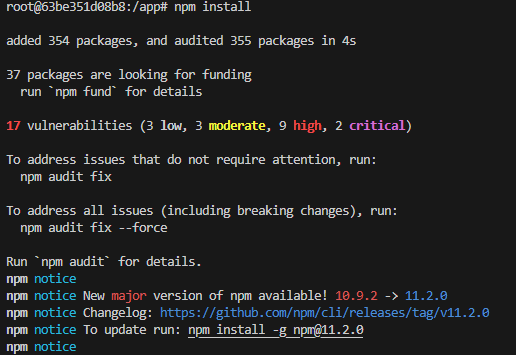 root@63be351d08b8:/app# npm install
added 354 packages, and audited 355 packages in 4s
37 packages are looking for funding
  run `npm fund` for details
17 vulnerabilities (3 low, 3 moderate, 9 high, 2 critical)
To address issues that do not require attention, run:
  npm audit fix
To address all issues (including breaking changes), run:
  npm audit fix --force
Run `npm audit` for details.
npm notice
npm notice New major version of npm available! 10.9.2 -> 11.2.0
npm notice Changelog: https://github.com/npm/cli/releases/tag/v11.2.0
npm notice To update run: npm install -g npm@11.2.0
npm notice